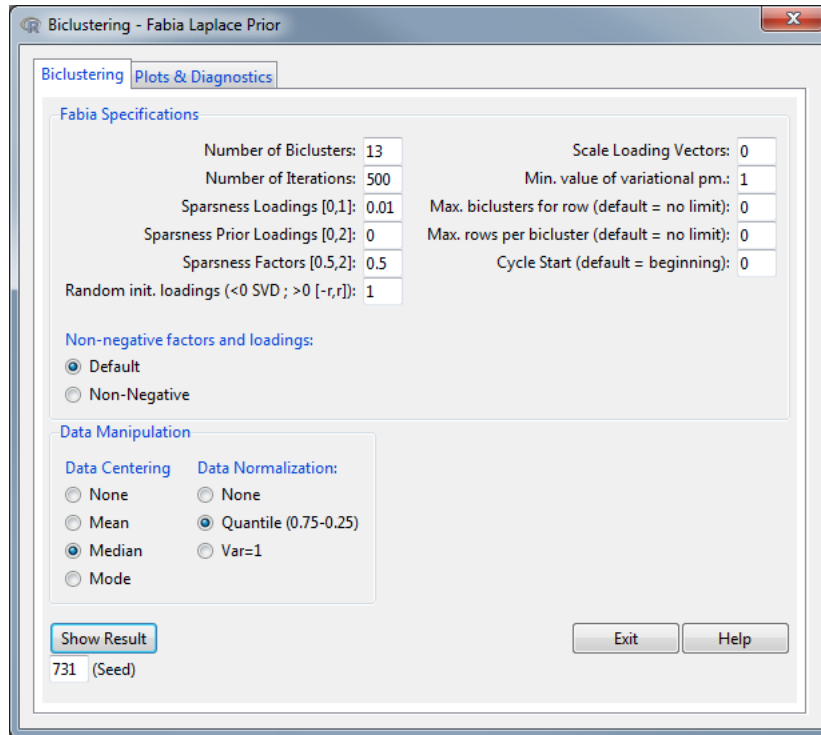 Biclustering - Fabia Laplace Prior
Biclustering Plots & Diagnostics
Fabia Specifications
Number of Biclusters: 13
Number of Iterations: 500
Sparsness Loadings [0,1]: 0.01
Sparsness Prior Loadings [0,2]: 0
Sparsness Factors [0.5,2]: 0.5
Random init. loadings (<0 SVD ; >0 [-r,r]): 1
Scale Loading Vectors: 0
Min. value of variational pm.: 1
Max. biclusters for row (default = no limit): 0
Max. rows per bicluster (default = no limit): 0
Cycle Start (default = beginning): 0
Non-negative factors and loadings:
Default
Non-Negative
Data Manipulation
Data Centering
None
Mean
Median
Mode
Data Normalization:
None
Quantile (0.75-0.25)
Var=1
Show Result
Exit
Help
731 (Seed)